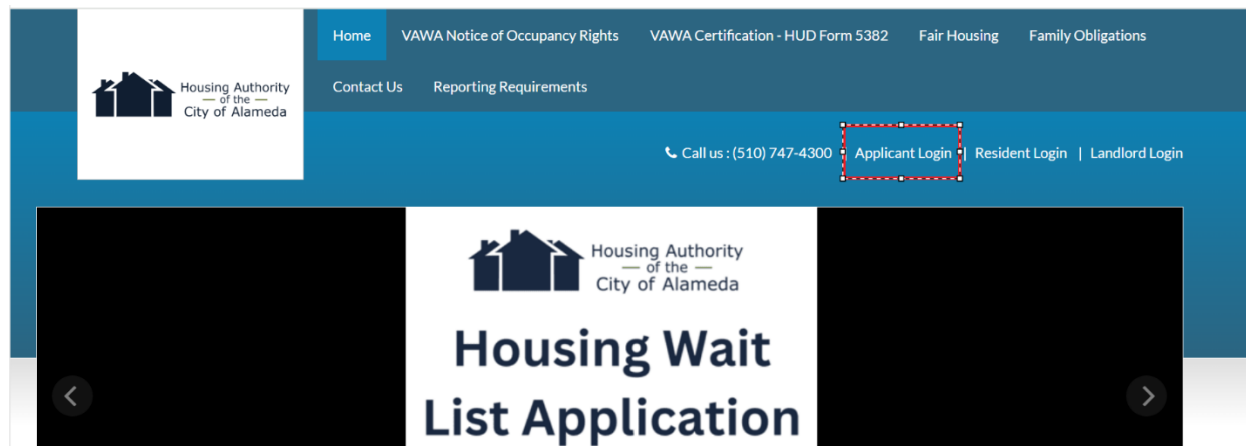 Home VAWA Notice of Occupancy Rights VAWA Certification - HUD Form 5382 Fair Housing Family Obligations
Contact Us Reporting Requirements
Housing Authority
— of the —
City of Alameda
Call us : (510) 747-4300 | Applicant Login | Resident Login | Landlord Login
Housing Authority
— of the —
City of Alameda
Housing Wait
List Application